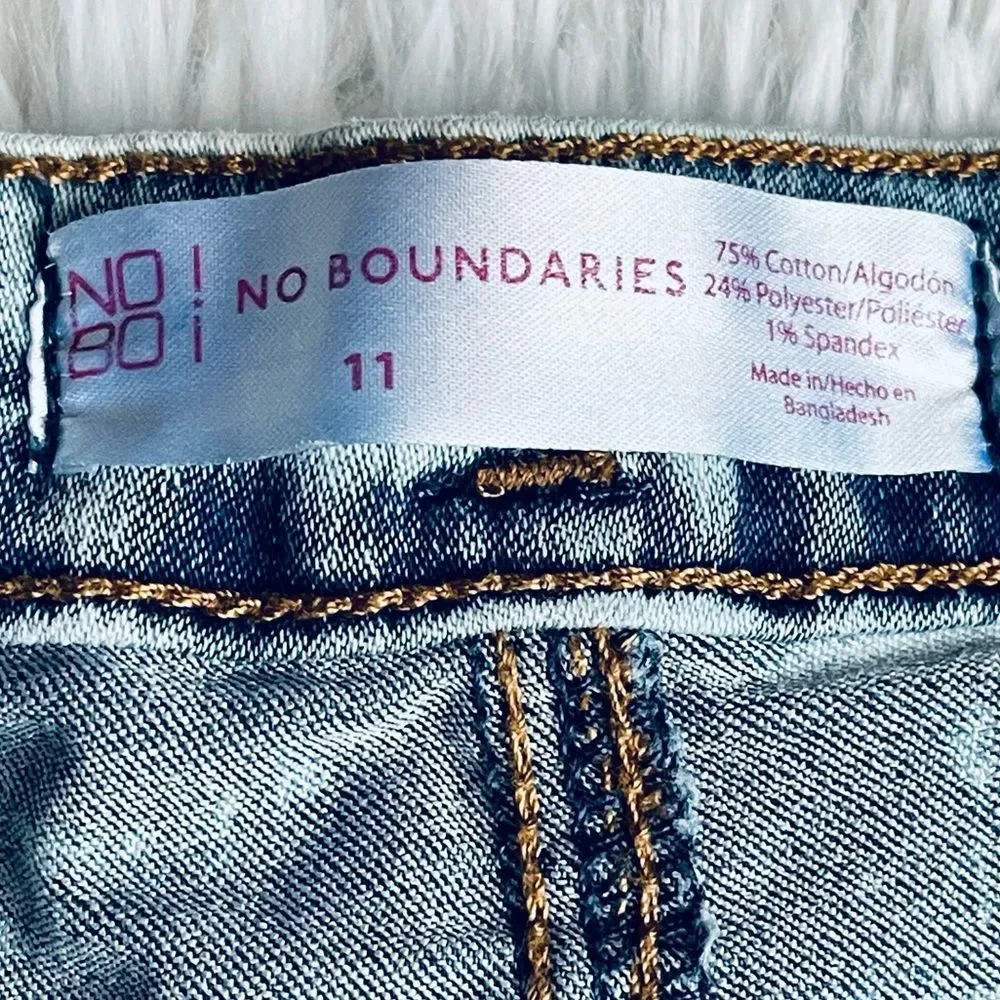 NO!
BO¡
NO BOUNDARIES
11
75% Cotton/Algodón
24% Polyester/Poliéster
1% Spandex
Made in/Hecho en
Bangladesh